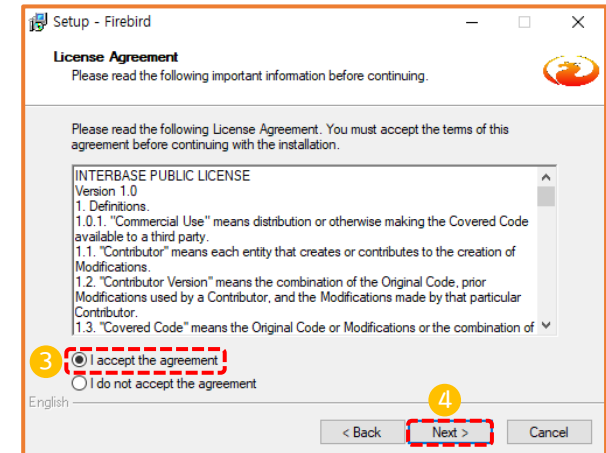 Setup - Firebird
License Agreement
Please read the following important information before continuing.
Please read the following License Agreement. You must accept the terms of this
agreement before continuing with the installation.
INTERBASE PUBLIC LICENSE
Version 1.0
1. Definitions.
1.0.1. "Commercial Use" means distribution or otherwise making the Covered Code
available to a third party.
1.1. "Contributor" means each entity that creates or contributes to the creation of
Modifications.
1.2. "Contributor Version" means the combination of the Original Code, prior
Modifications used by a Contributor, and the Modifications made by that particular
Contributor.
1.3. "Covered Code" means the Original Code or Modifications or the combination of
3 I accept the agreement
I do not accept the agreement
English
4
< Back Next > Cancel